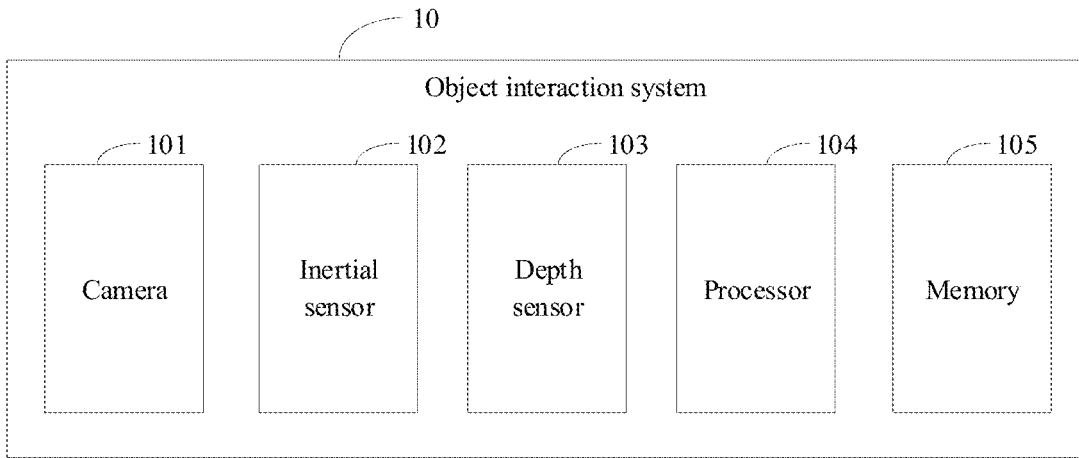 10
Object interaction system
101
102
103
104
105
Camera
Inertial
sensor
Depth
sensor
Processor
Memory